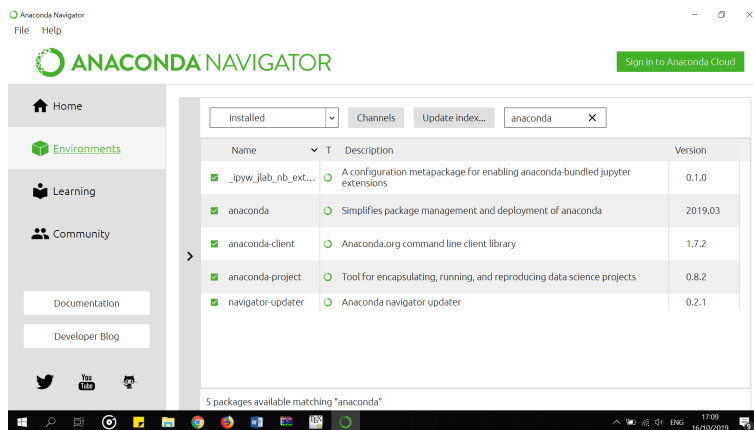 Anaconda Navigator
File Help
ANACONDA NAVIGATOR
Sign in to Anaconda Cloud
Home
Environments
Learning
Community
Documentation
Developer Blog
You
Tube
Installed
Channels
Update index...
anaconda
Name T Description Version
_ipyw_jlab_nb_ext... A configuration metapackage for enabling anaconda-bundled jupyter 0.1.0
extensions
anaconda Simplifies package management and deployment of anaconda 2019.03
anaconda-client Anaconda.org command line client library 1.7.2
anaconda-project Tool for encapsulating, running, and reproducing data science projects 0.8.2
navigator-updater Anaconda navigator updater 0.2.1
5 packages available matching "anaconda"
ENG
17:09
16/10/2019